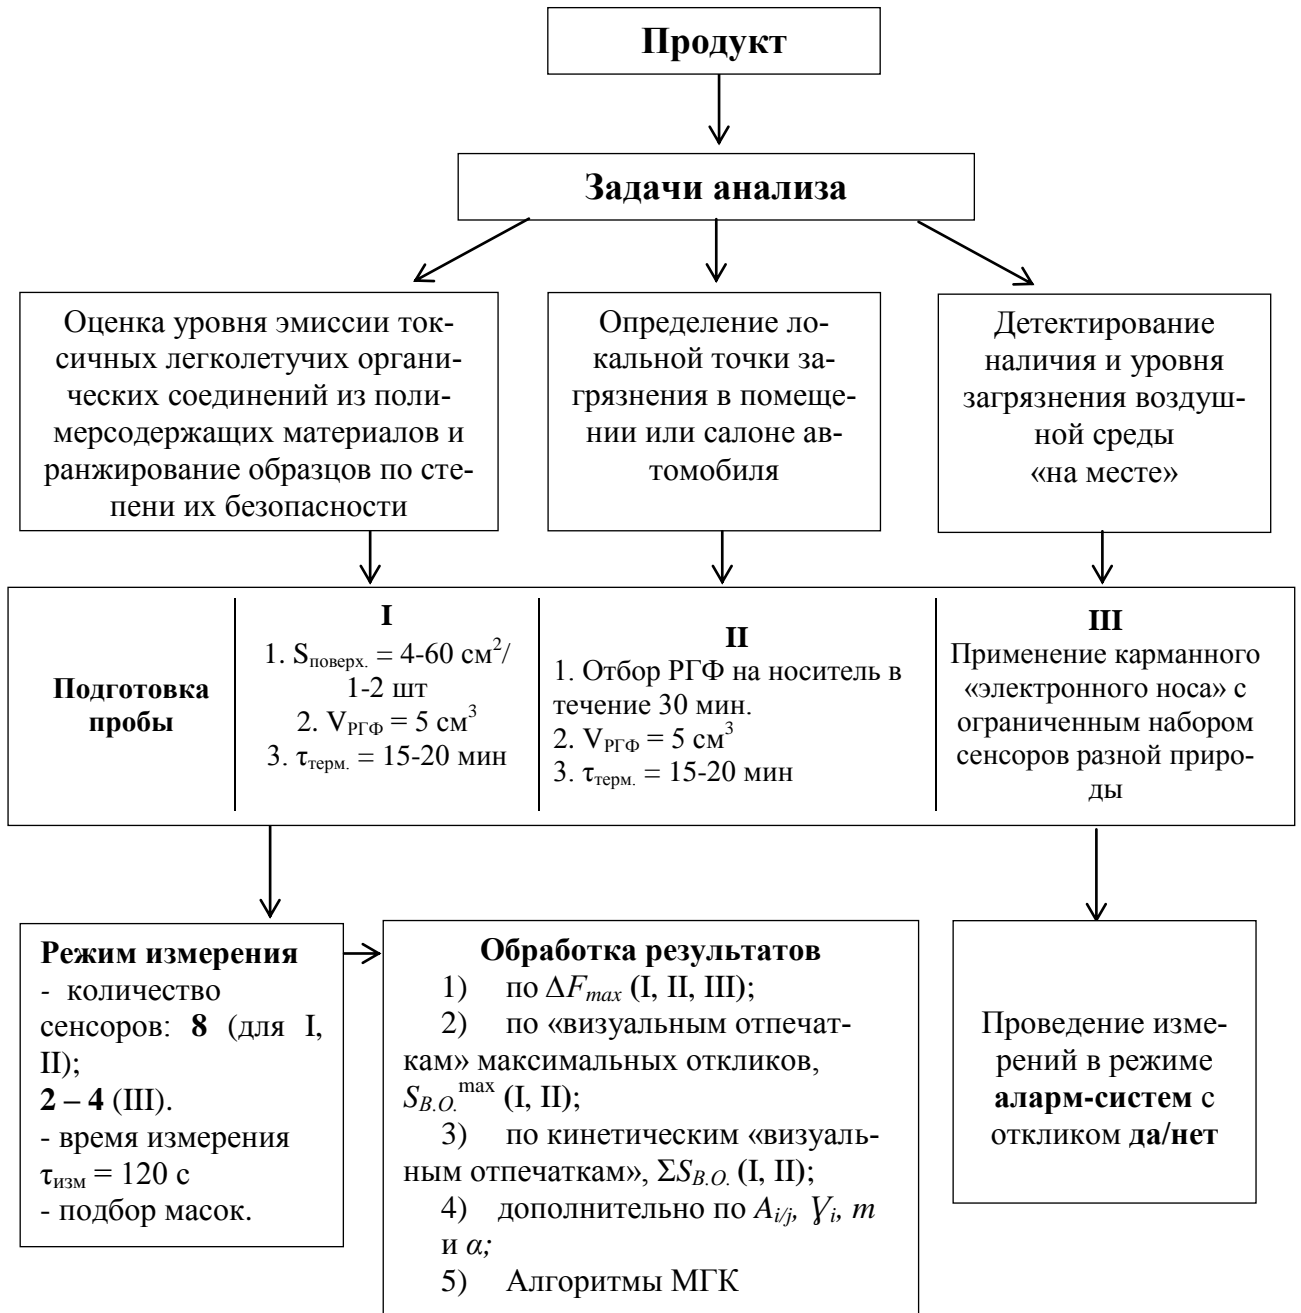 Продукт
Задачи анализа
Оценка уровня эмиссии ток-
сичных легколетучих органи-
ческих соединений из поли-
мерсодержащих материалов и
ранжирование образцов по сте-
пени их безопасности
Определение ло-
кальной точки за-
грязнения в помеще-
нии или салоне ав-
томобиля
Детектирование
наличия и уровня
загрязнения воздуш-
ной среды
«на месте»
Подготовка
пробы
I
1. Sповерх. = 4-60 см²/
1-2 шт
2. VРГФ = 5 см³
3. τтерм. = 15-20 мин
II
1. Отбор РГФ на носитель в
течение 30 мин.
2. VРГФ = 5 см³
3. τтерм. = 15-20 мин
III
Применение карманного
«электронного носа» с
ограниченным набором
сенсоров разной приро-
ды
Режим измерения
- количество
сенсоров: 8 (для I,
II);
2 – 4 (III).
- время измерения
τизм = 120 с
- подбор масок.
Обработка результатов
1) по ΔFmax (I, II, III);
2) по «визуальным отпечат-
кам» максимальных откликов,
SВ.О.max (I, II);
3) по кинетическим «визуаль-
ным отпечаткам», ΣSВ.О. (I, II);
4) дополнительно по Ai/j, Ɣi, m
и α;
5) Алгоритмы МГК
Проведение изме-
рений в режиме
аларм-систем с
откликом да/нет